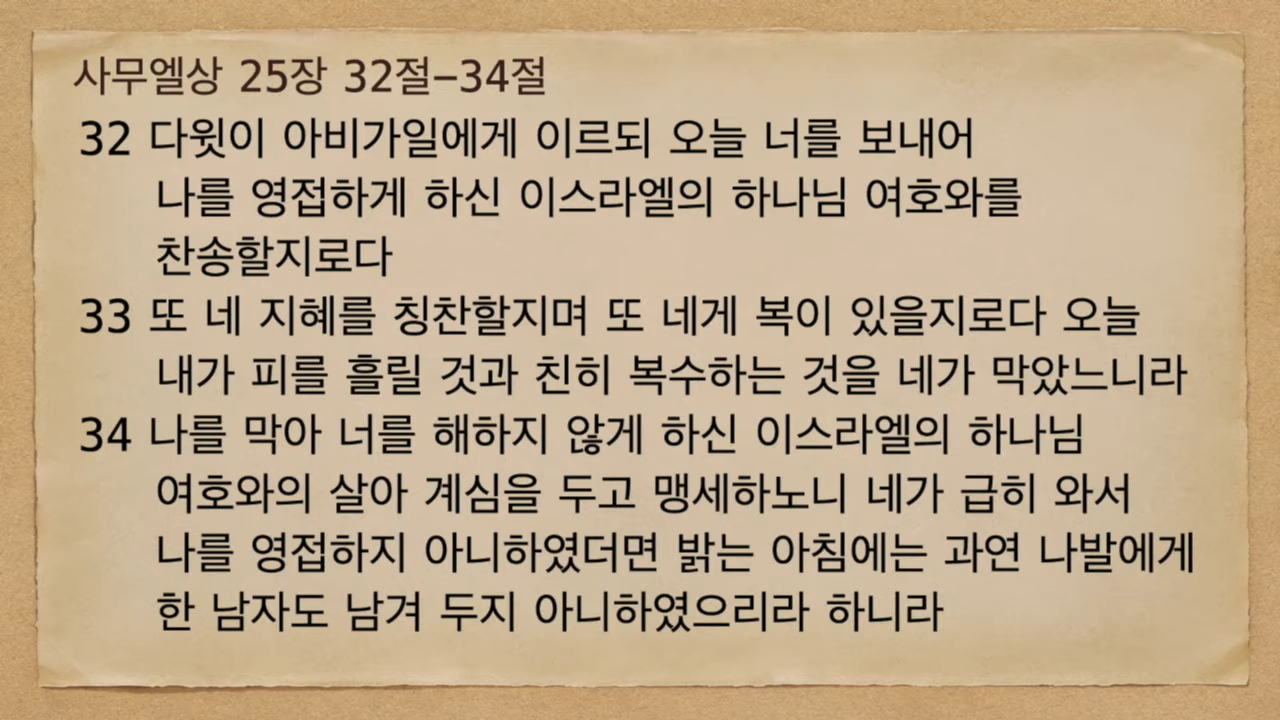 사무엘상 25장 32절–34절
32 다윗이 아비가일에게 이르되 오늘 너를 보내어
나를 영접하게 하신 이스라엘의 하나님 여호와를
찬송할지로다
33 또 네 지혜를 칭찬할지며 또 네게 복이 있을지로다 오늘
내가 피를 흘릴 것과 친히 복수하는 것을 네가 막았느니라
34 나를 막아 너를 해하지 않게 하신 이스라엘의 하나님
여호와의 살아 계심을 두고 맹세하노니 네가 급히 와서
나를 영접하지 아니하였더면 밝는 아침에는 과연 나발에게
한 남자도 남겨 두지 아니하였으리라 하니라